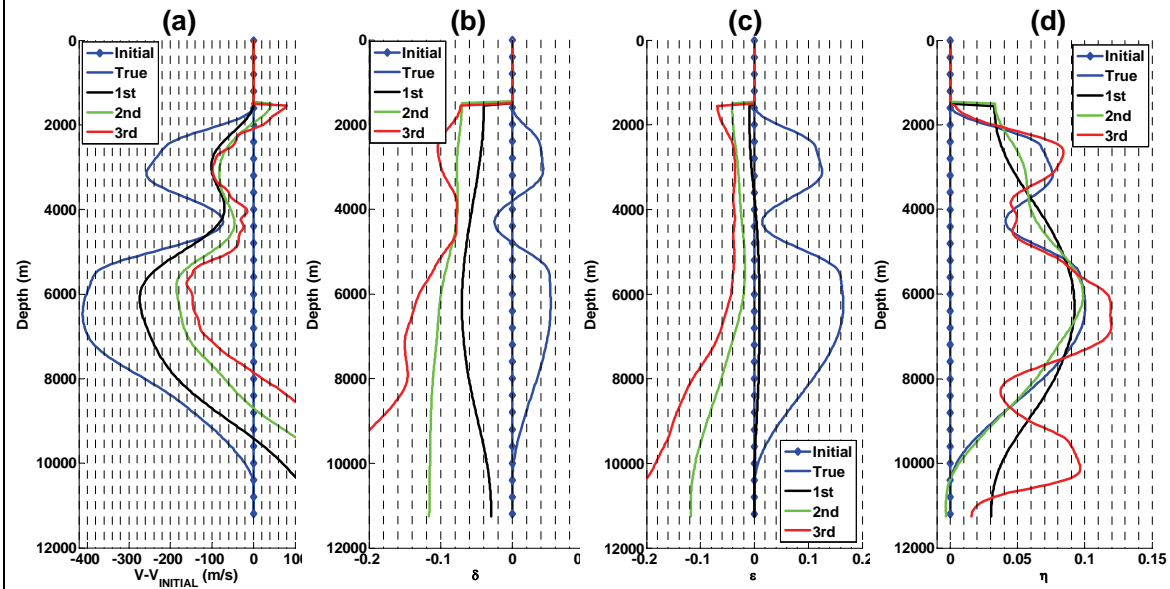 (a)
(b)
(c)
(d)
Initial
True
1st
2nd
3rd
0
2000
4000
6000
8000
10000
12000
Depth (m)
-400 -300 -200 -100 0 100
V-V_INITIAL (m/s)
Initial
True
1st
2nd
3rd
0
2000
4000
6000
8000
10000
12000
Depth (m)
-0.2 -0.1 0 0
δ
Initial
True
1st
2nd
3rd
0
2000
4000
6000
8000
10000
12000
Depth (m)
-0.2 -0.1 0 0.2
ε
Initial
True
1st
2nd
3rd
0
2000
4000
6000
8000
10000
12000
Depth (m)
0 0.05 0.1 0.15
η